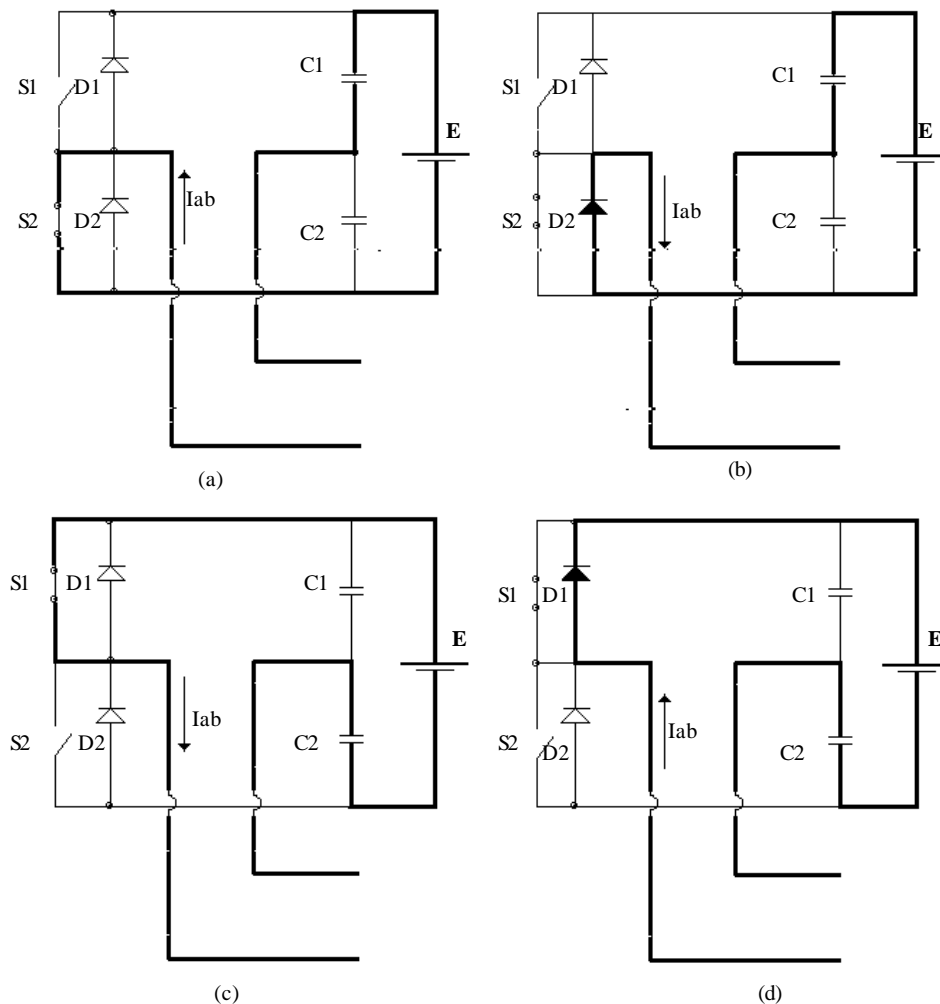 C1
S1 D1
E
Iab
S2 D2
C2
(a)
C1
S1 D1
E
Iab
S2 D2
C2
(b)
S1 D1
C1
E
Iab
S2 D2
C2
(c)
S1 D1
C1
E
Iab
S2 D2
C2
(d)